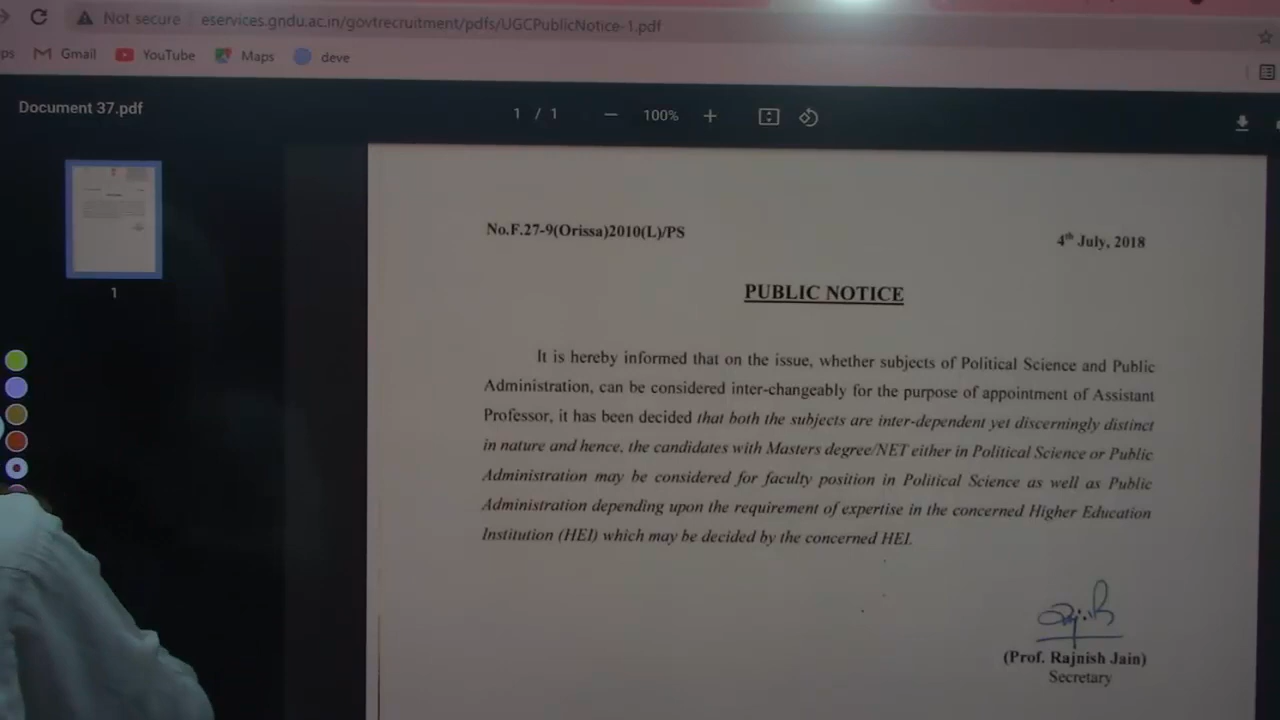 Not secure eservices.gndu.ac.in/govtrecruitment/pdfs/UGCPublicNotice-1.pdf
ps Gmail YouTube Maps deve
Document 37.pdf 1 / 1 100%
1
No.F.27-9(Orissa)2010(L)/PS 4th July, 2018
PUBLIC NOTICE
It is hereby informed that on the issue, whether subjects of Political Science and Public
Administration, can be considered inter-changeably for the purpose of appointment of Assistant
Professor, it has been decided that both the subjects are inter-dependent yet discerningly distinct
in nature and hence, the candidates with Masters degree/NET either in Political Science or Public
Administration may be considered for faculty position in Political Science as well as Public
Administration depending upon the requirement of expertise in the concerned Higher Education
Institution (HEI) which may be decided by the concerned HEI.
(Prof. Rajnish Jain)
Secretary